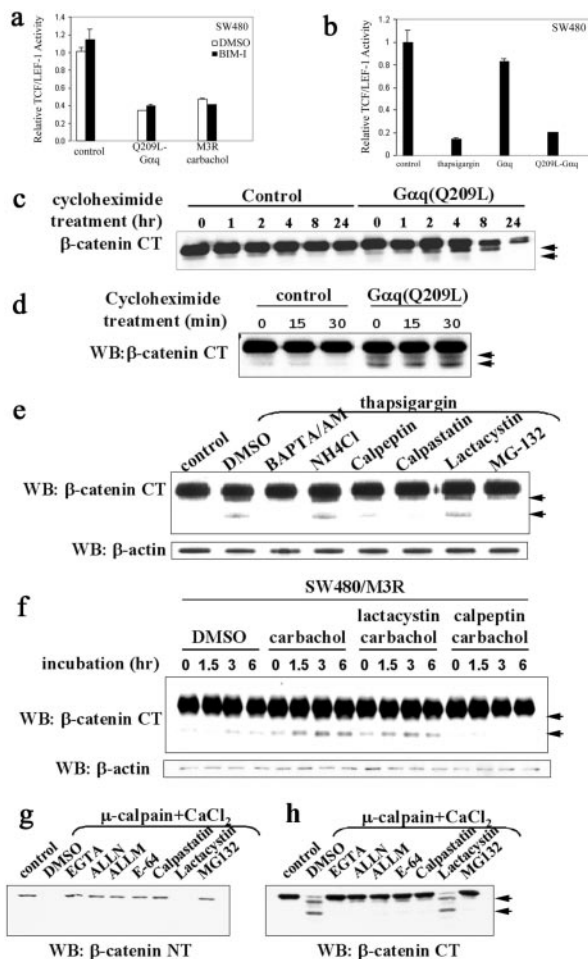 a
SW480
Relative TCF/LEF-1 Activity
1.4
1.2
1.0
0.8
0.6
0.4
0.2
0
DMSO
BIM-I
control
Q209L-
Gαq
M3R
carbachol
b
SW480
Relative TCF/LEF-1 Activity
1.2
1
0.8
0.6
0.4
0.2
0
control thapsigargin Gαq Q209L-Gαq
c
cycloheximide
treatment (hr)
Control Gαq(Q209L)
0 1 2 4 8 24 0 1 2 4 8 24
β-catenin CT
d
Cycloheximide
treatment (min)
control Gαq(Q209L)
0 15 30 0 15 30
WB:β-catenin CT
e
thapsigargin
control DMSO BAPTA/AM NH4Cl Calpeptin Calpastatin Lactacystin MG-132
WB: β-catenin CT
WB: β-actin
f
SW480/M3R
DMSO carbachol lactacystin carbachol calpeptin carbachol
incubation (hr) 0 1.5 3 6 0 1.5 3 6 0 1.5 3 6 0 1.5 3 6
WB: β-catenin CT
WB: β-actin
g
μ-calpain+CaCl2
control DMSO EGTA ALLN ALLM E-64 Calpastatin Lactacystin MG132
WB: β-catenin NT
h
μ-calpain+CaCl2
control DMSO EGTA ALLN ALLM E-64 Calpastatin Lactacystin MG132
WB: β-catenin CT